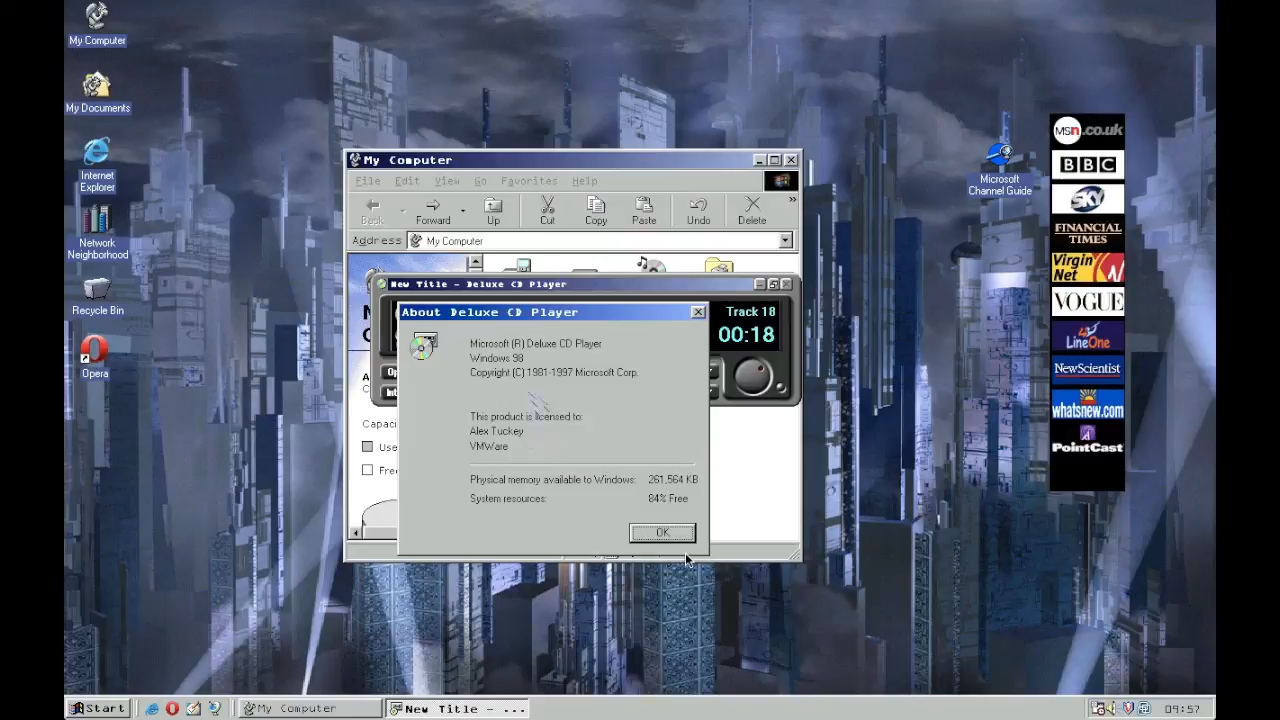 My Computer
My Documents
Internet
Explorer
Network
Neighborhood
Recycle Bin
Opera
My Computer
File Edit View Go Favorites Help
Back Forward Up Cut Copy Paste Undo Delete
Address My Computer
New Title - Deluxe CD Player
Track 18
00:18
About Deluxe CD Player
Microsoft (R) Deluxe CD Player
Windows 98
Copyright (C) 1981-1997 Microsoft Corp.
This product is licensed to:
Alex Tuckey
VMWare
Physical memory available to Windows: 261,564 KB
System resources: 84% Free
OK
Capaci
Use
Fre
Microsoft
Channel Guide
msn.co.uk
BBC
SKY
FINANCIAL
TIMES
Virgin
Net
VOGUE
LineOne
NewScientist
whatsnew.com
PointCast
Start
My Computer
New Title - ...
09:57